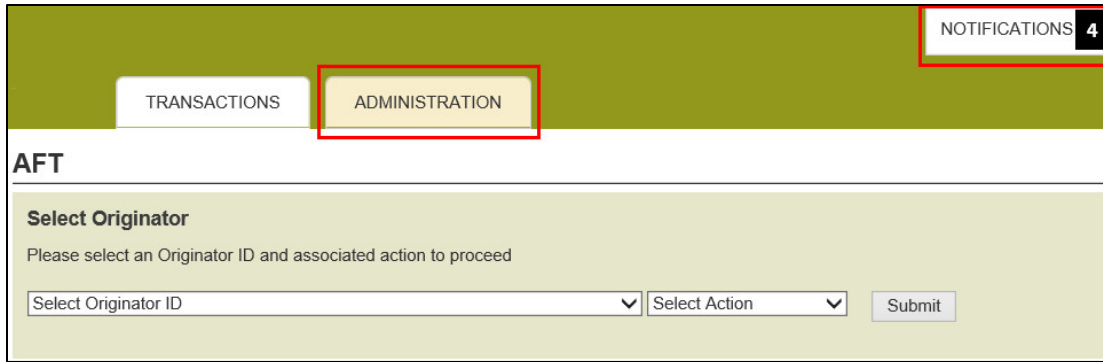 NOTIFICATIONS 4
TRANSACTIONS ADMINISTRATION
AFT
Select Originator
Please select an Originator ID and associated action to proceed
Select Originator ID Select Action Submit